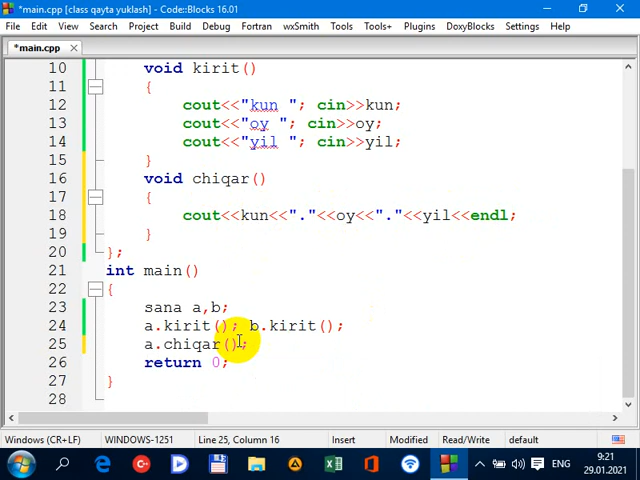 *main.cpp [class qayta yuklash] - Code::Blocks 16.01
File Edit View Search Project Build Debug Fortran wxSmith Tools Tools+ Plugins DoxyBlocks Settings Help
*main.cpp
10 void kirit()
11 {
12 cout<<"kun "; cin>>kun;
13 cout<<"oy "; cin>>oy;
14 cout<<"yil "; cin>>yil;
15 }
16 void chiqar()
17 {
18 cout<<kun<<"."<<oy<<"."<<yil<<endl;
19 }
20 };
21 int main()
22 {
23 sana a,b;
24 a.kirit(); b.kirit();
25 a.chiqar();
26 return 0;
27 }
28
Windows (CR+LF) WINDOWS-1251 Line 25, Column 16 Insert Modified Read/Write default
ENG
9:21
29.01.2021